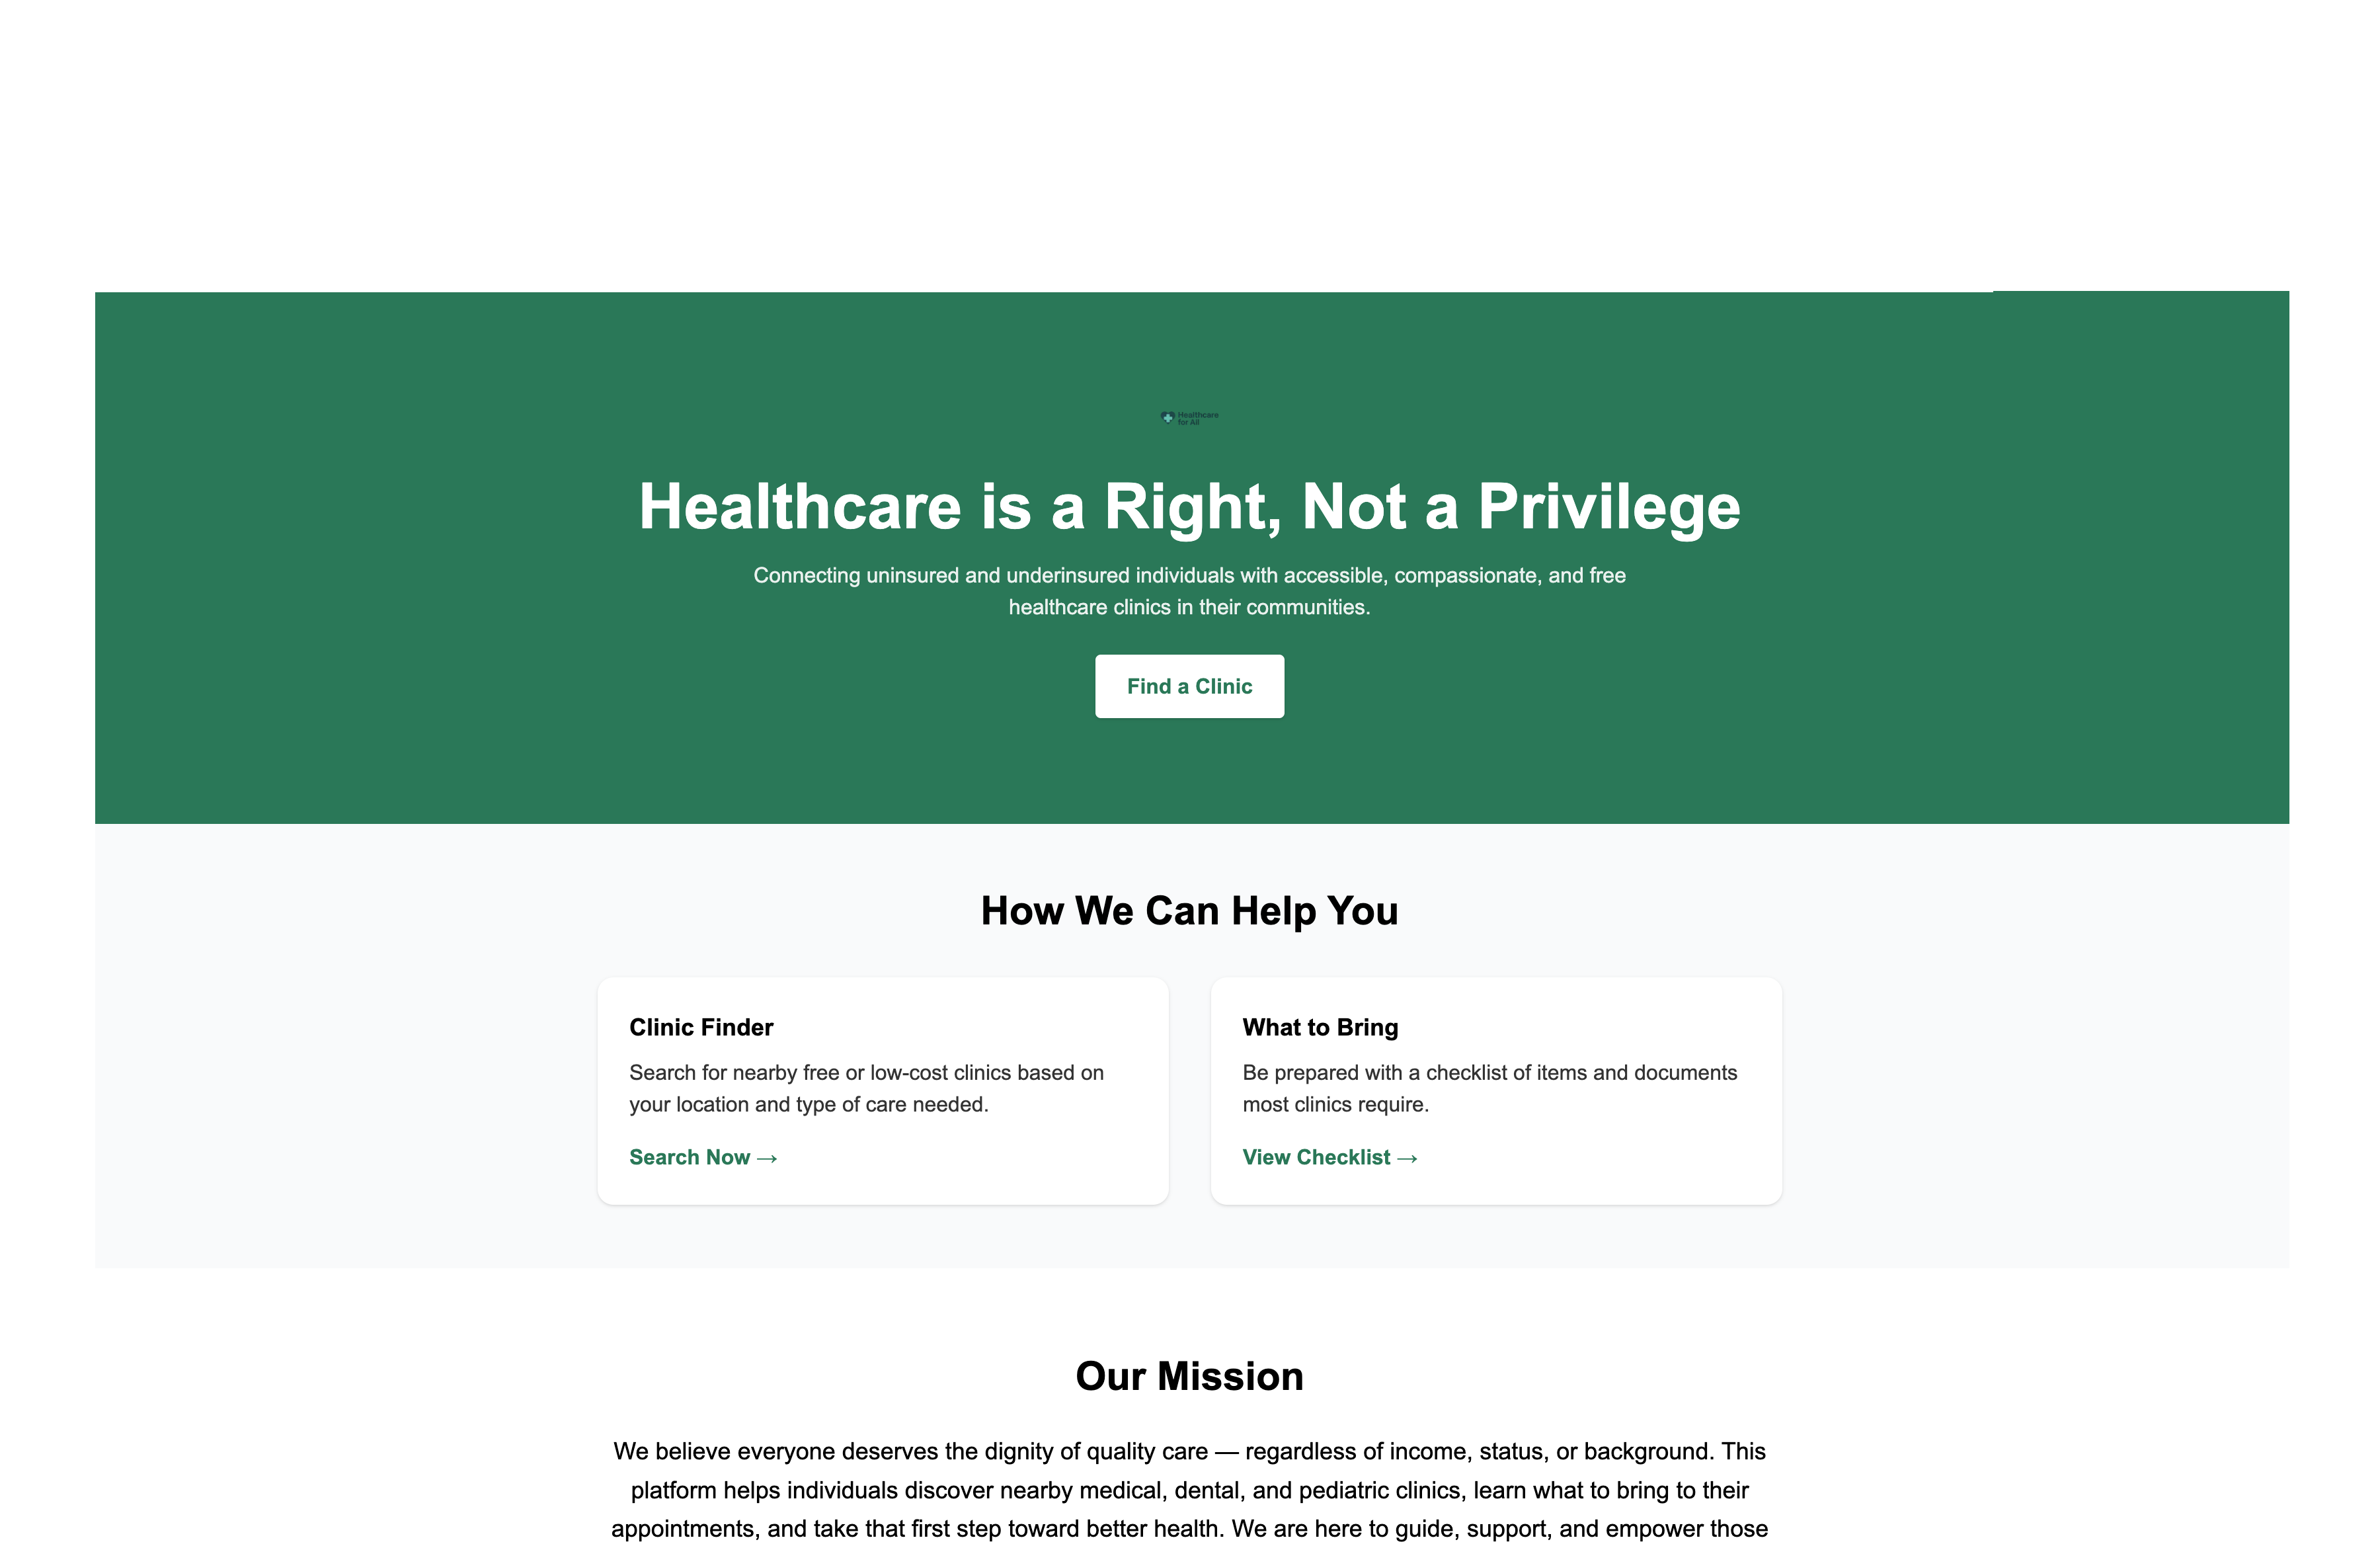 Healthcare
for All
Healthcare is a Right, Not a Privilege
Connecting uninsured and underinsured individuals with accessible, compassionate, and free
healthcare clinics in their communities.
Find a Clinic
How We Can Help You
Clinic Finder
Search for nearby free or low-cost clinics based on
your location and type of care needed.
Search Now →
What to Bring
Be prepared with a checklist of items and documents
most clinics require.
View Checklist →
Our Mission
We believe everyone deserves the dignity of quality care — regardless of income, status, or background. This
platform helps individuals discover nearby medical, dental, and pediatric clinics, learn what to bring to their
appointments, and take that first step toward better health. We are here to guide, support, and empower those